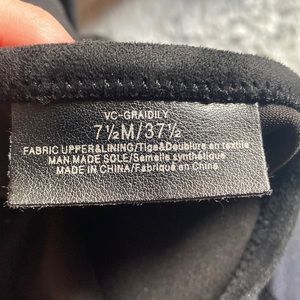 VC-GRAIDILY
7½M/37½
FABRIC UPPER&LINING/Tige&Doublure en textile
MAN MADE SOLE/Semelle synthétique
MADE IN CHINA/Fabriqué en Chine